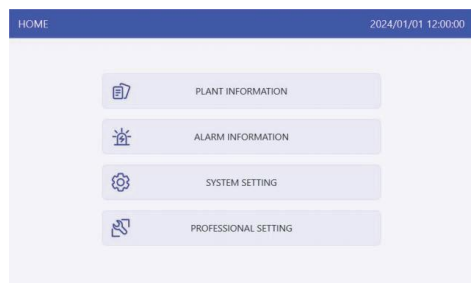 HOME
2024/01/01 12:00:00
PLANT INFORMATION
ALARM INFORMATION
SYSTEM SETTING
PROFESSIONAL SETTING